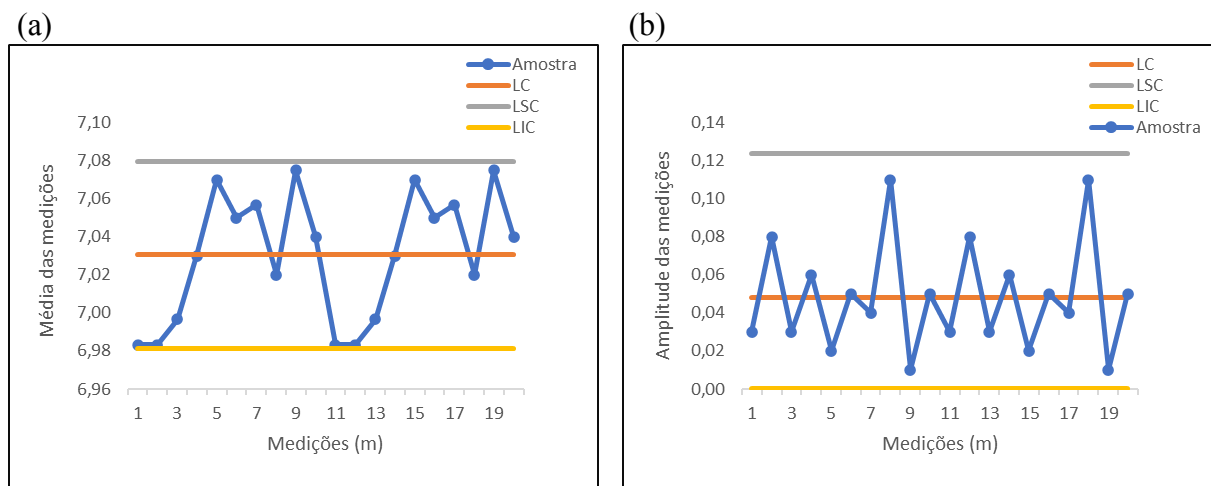 (a)
Amostra
LC
LSC
LIC
7,10
7,08
7,06
7,04
7,02
7,00
6,98
6,96
Média das medições
1 3 5 7 9 11 13 15 17 19
Medições (m)
(b)
LC
LSC
LIC
Amostra
0,14
0,12
0,10
0,08
0,06
0,04
0,02
0,00
Amplitude das medições
1 3 5 7 9 11 13 15 17 19
Medições (m)